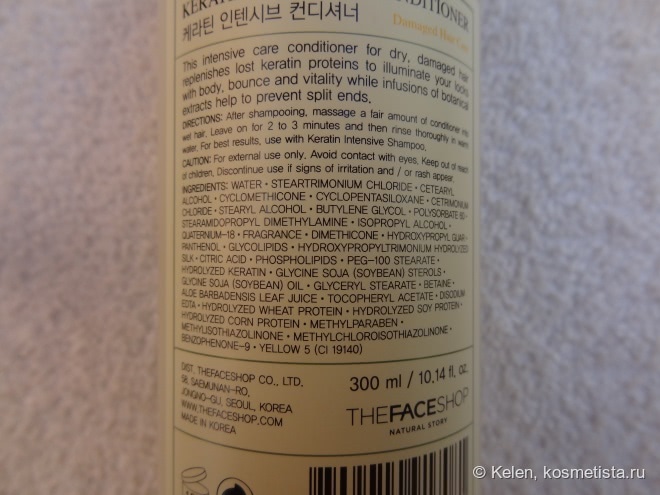 CONDITIONER
케라틴 인텐시브 컨디셔너
Damaged Hair
This intensive care conditioner for dry, damaged hair
replenishes lost keratin proteins to illuminate your locks
with body, bounce and vitality while infusions of botanical
extracts help to prevent split ends.
DIRECTIONS: After shampooing, massage a fair amount of conditioner into
wet hair. Leave on for 2 to 3 minutes and then rinse thoroughly in warm
water. For best results, use with Keratin Intensive Shampoo.
CAUTION: For external use only. Avoid contact with eyes. Keep out of reach
of children. Discontinue use if signs of irritation and / or rash appear.
INGREDIENTS: WATER • STEARTRIMONIUM CHLORIDE • CETEARYL
ALCOHOL • CYCLOMETHICONE • CYCLOPENTASILOXANE • CETRIMONIUM
CHLORIDE • STEARYL ALCOHOL • BUTYLENE GLYCOL • POLYSORBATE 60 •
STEARAMIDOPROPYL DIMETHYLAMINE • ISOPROPYL ALCOHOL •
QUATERNIUM-18 • FRAGRANCE • DIMETHICONE • HYDROXYPROPYL GUAR •
PANTHENOL • GLYCOLIPIDS • HYDROXYPROPYLTRIMONIUM HYDROLYZED
SILK • CITRIC ACID • PHOSPHOLIPIDS • PEG-100 STEARATE •
HYDROLYZED KERATIN • GLYCINE SOJA (SOYBEAN) STEROLS •
GLYCINE SOJA (SOYBEAN) OIL • GLYCERYL STEARATE • BETAINE •
ALOE BARBADENSIS LEAF JUICE • TOCOPHERYL ACETATE • DISODIUM
EDTA • HYDROLYZED WHEAT PROTEIN • HYDROLYZED SOY PROTEIN •
HYDROLYZED CORN PROTEIN • METHYLPARABEN •
METHYLISOTHIAZOLINONE • METHYLCHLOROISOTHIAZOLINONE •
BENZOPHENONE-9 • YELLOW 5 (CI 19140)
DIST. THEFACESHOP CO., LTD.
58, SAEMUNAN-RO,
JONGNO-GU, SEOUL, KOREA
WWW.THEFACESHOP.COM
MADE IN KOREA
300 ml / 10.14 fl. oz.
THEFACESHOP
NATURAL STORY
© Kelen, kosmetista.ru